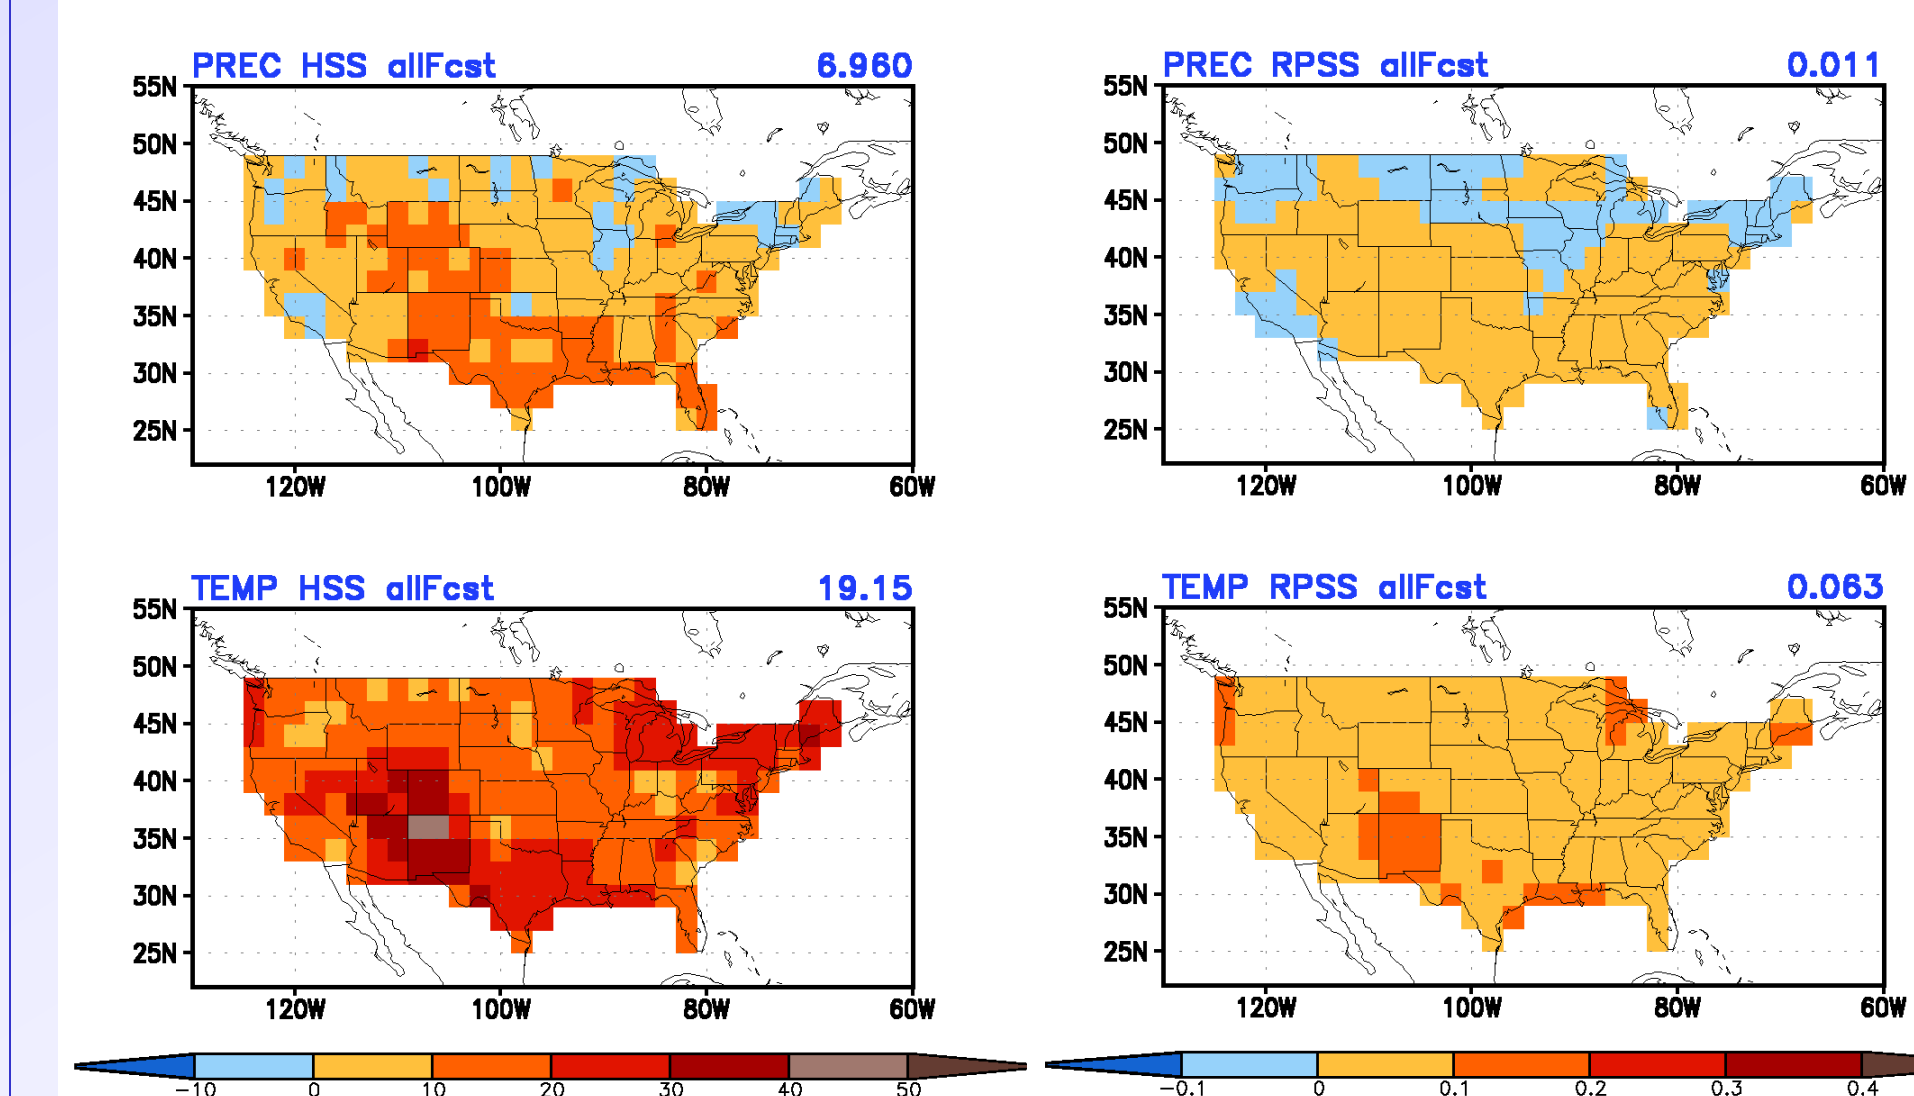 PREC HSS allFcst 6.960
55N
50N
45N
40N
35N
30N
25N
120W 100W 80W 60W
PREC RPSS allFcst 0.011
55N
50N
45N
40N
35N
30N
25N
120W 100W 80W 60W
TEMP HSS allFcst 19.15
55N
50N
45N
40N
35N
30N
25N
120W 100W 80W 60W
TEMP RPSS allFcst 0.063
55N
50N
45N
40N
35N
30N
25N
120W 100W 80W 60W
-10 0 10 20 30 40 50
-0.1 0 0.1 0.2 0.3 0.4